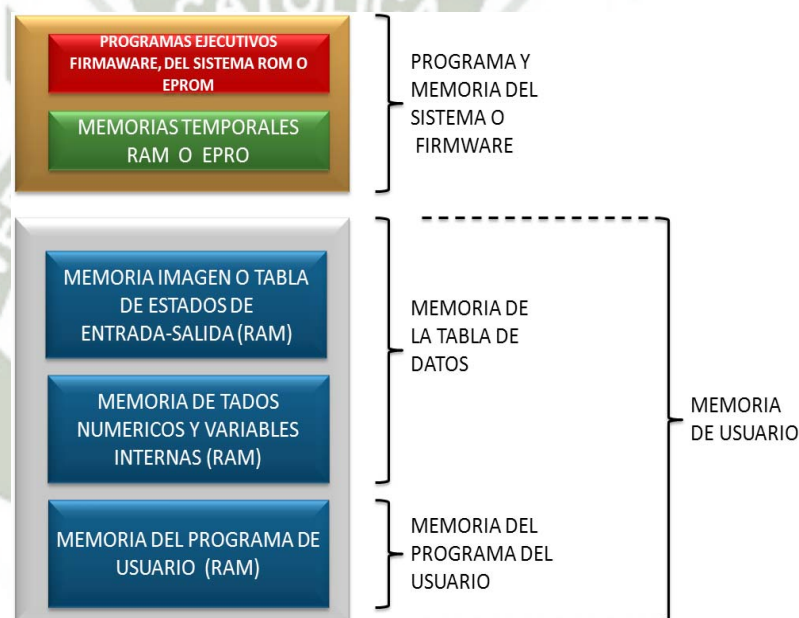 CATOLICA
PROGRAMAS EJECUTIVOS
FIRMAWARE, DEL SISTEMA ROM O
EPROM
MEMORIAS TEMPORALES
RAM O EPRO
PROGRAMA Y
MEMORIA DEL
SISTEMA O
FIRMWARE
MEMORIA IMAGEN O TABLA
DE ESTADOS DE
ENTRADA-SALIDA (RAM)
MEMORIA DE TADOS
NUMERICOS Y VARIABLES
INTERNAS (RAM)
MEMORIA DE
LA TABLA DE
DATOS
MEMORIA DEL PROGRAMA DE
USUARIO (RAM)
MEMORIA DEL
PROGRAMA DEL
USUARIO
MEMORIA
DE USUARIO